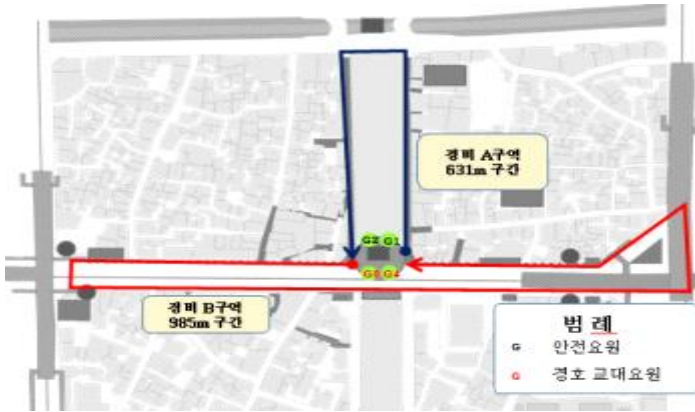 경비 A구역
631m 구간
G2 G1
G3 G4
경비 B구역
985m 구간
범 례
G 안전요원
G 경호 교대요원